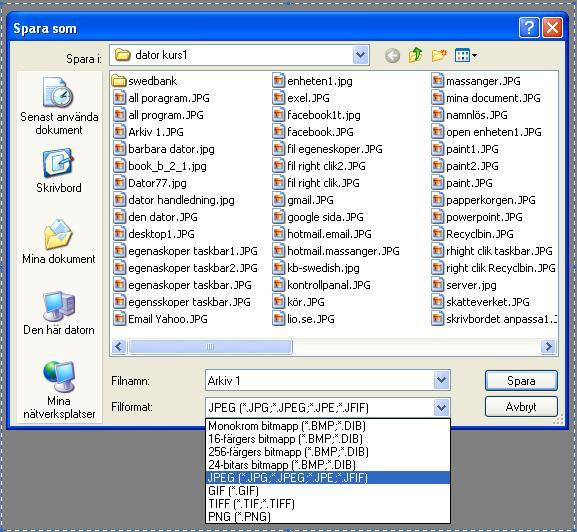 Spara som
Spara i:
dator kurs1
Senast använda
dokument
Skrivbord
Mina dokument
Den här datorn
Mina
nätverksplatser
swedbank
all poragram.JPG
all program.JPG
Arkiv 1.JPG
barbara dator.jpg
book_b_2_1.jpg
Dator77.jpg
dator handledning.jpg
den dator.JPG
desktop1.JPG
egenaskoper taskbar1.JPG
egenaskoper taskbar2.JPG
egenaskoper taskbar.JPG
egensskoper taskbar.JPG
Email Yahoo.JPG
enheten1.jpg
exel.JPG
facebook1t.jpg
facebook.JPG
fil egeneskoper.JPG
fil right clik2.JPG
fil right clik.JPG
gmail.JPG
google sida.JPG
hotmail.email.JPG
hotmail.massanger.JPG
kb-swedish.jpg
kontrollpanal.JPG
kör.JPG
lio.se.JPG
massanger.JPG
mina document.JPG
namnlös.JPG
open enheten1.JPG
paint1.JPG
paint2.JPG
paint.JPG
papperkorgen.JPG
powerpoint.JPG
Recyclbin.JPG
rhight clik taskbar.JPG
right clik Recyclbin.JPG
server.jpg
skatteverket.JPG
skrivbordet anpassa1.J
Filnamn:
Arkiv 1
Spara
Filformat:
JPEG (*.JPG;*.JPEG;*.JPE;*.JFIF)
Avbryt
Monokrom bitmapp (*.BMP;*.DIB)
16-färgers bitmapp (*.BMP;*.DIB)
256-färgers bitmapp (*.BMP;*.DIB)
24-bitars bitmapp (*.BMP;*.DIB)
JPEG (*.JPG;*.JPEG;*.JPE;*.JFIF)
GIF (*.GIF)
TIFF (*.TIF;*.TIFF)
PNG (*.PNG)